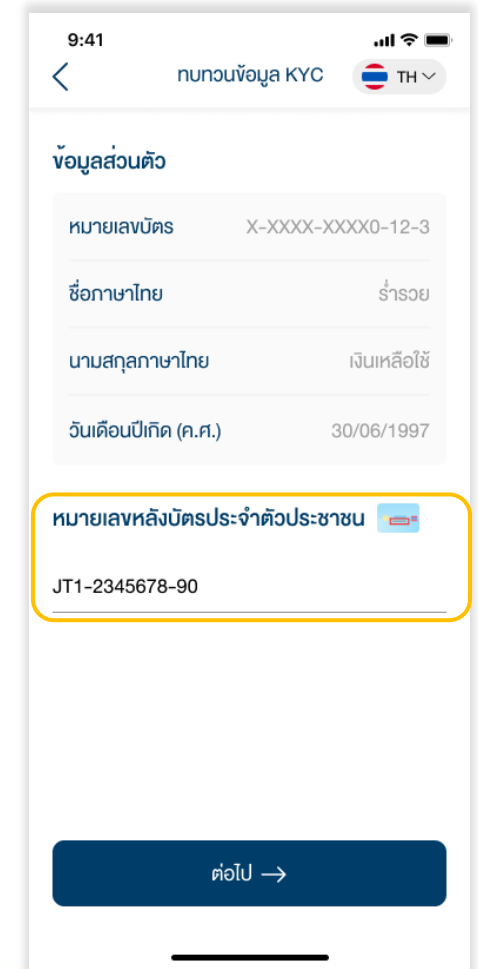 9:41
ทบทวนข้อมูล KYC TH
ข้อมูลส่วนตัว
หมายเลขบัตร X-XXXX-XXXX0-12-3
ชื่อภาษาไทย ร่ำรวย
นามสกุลภาษาไทย เงินเหลือใช้
วันเดือนปีเกิด (ค.ศ.) 30/06/1997
หมายเลขหลังบัตรประจำตัวประชาชน
JT1-2345678-90
ต่อไป →